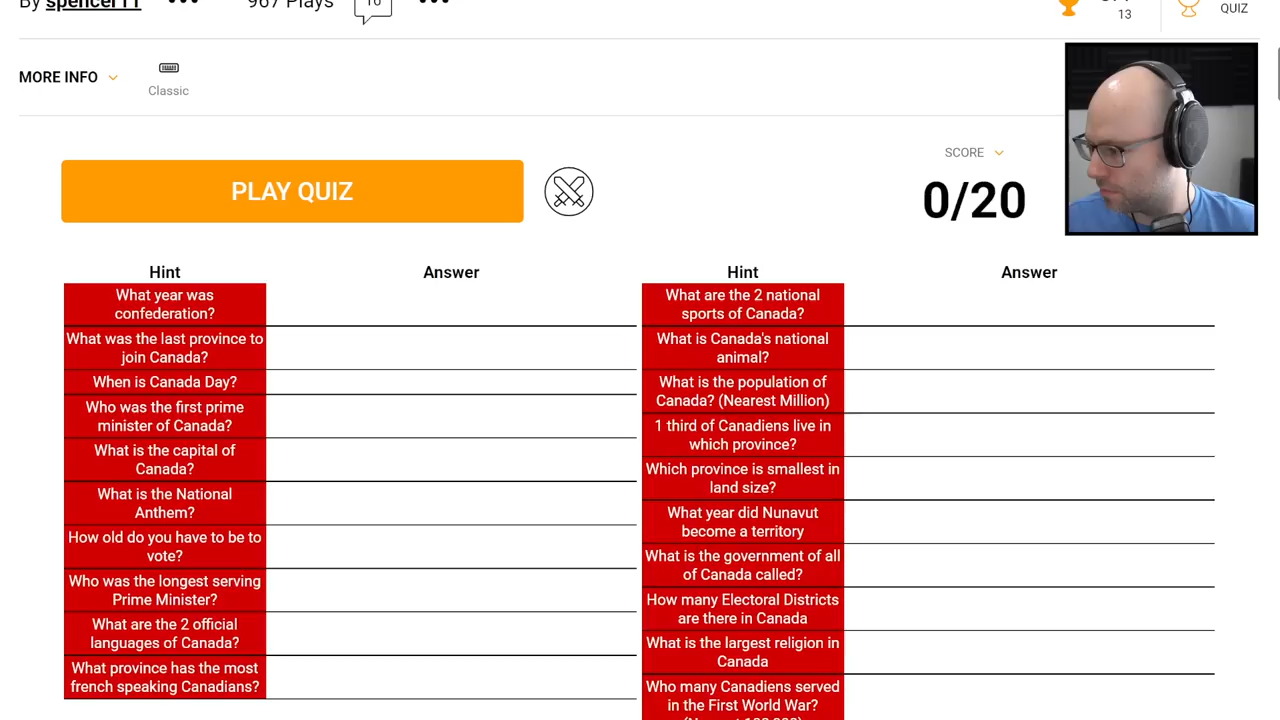 By spencer11
967 Plays
16
13
QUIZ
MORE INFO
Classic
PLAY QUIZ
SCORE
0/20
Hint
Answer
Hint
Answer
What year was
confederation?
What was the last province to
join Canada?
When is Canada Day?
Who was the first prime
minister of Canada?
What is the capital of
Canada?
What is the National
Anthem?
How old do you have to be to
vote?
Who was the longest serving
Prime Minister?
What are the 2 official
languages of Canada?
What province has the most
french speaking Canadians?
What are the 2 national
sports of Canada?
What is Canada's national
animal?
What is the population of
Canada? (Nearest Million)
1 third of Canadiens live in
which province?
Which province is smallest in
land size?
What year did Nunavut
become a territory
What is the government of all
of Canada called?
How many Electoral Districts
are there in Canada
What is the largest religion in
Canada
Who many Canadiens served
in the First World War?